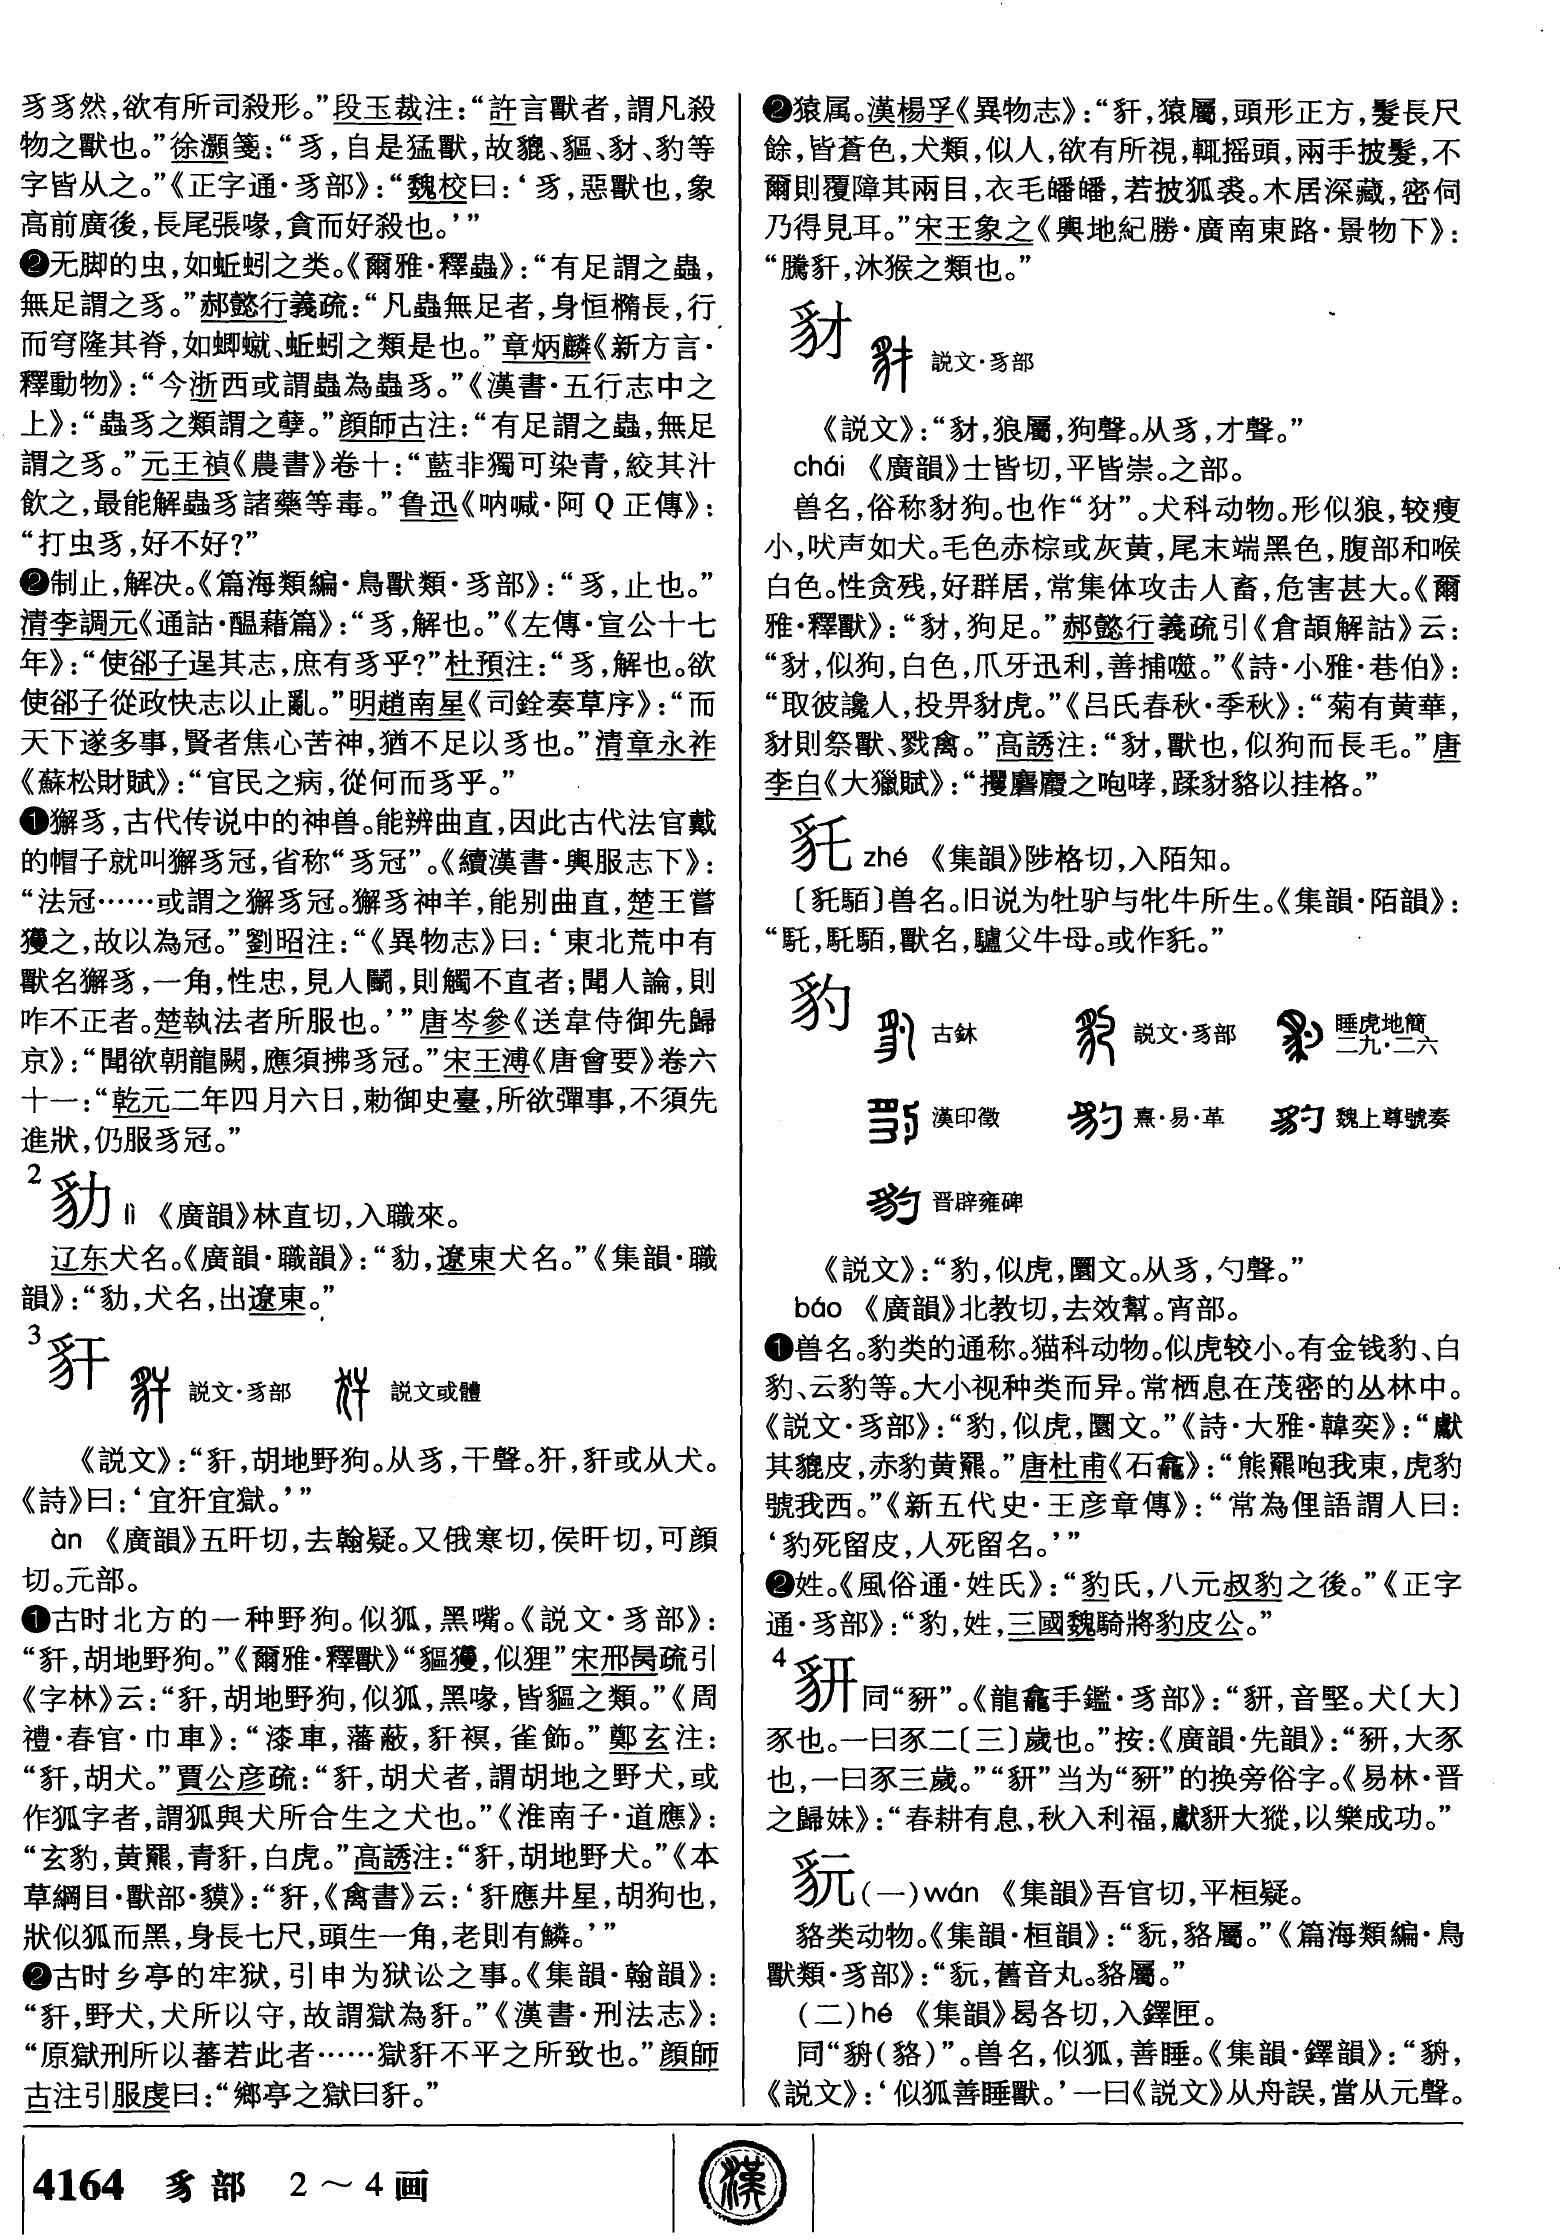 豸豸然，欲有所司殺形。”段玉裁注：“許言獸者，謂凡殺
物之獸也。”徐灝箋：“豸，自是猛獸，故貔、貙、豺、豹等
字皆从之。”《正字通·豸部》：“魏校曰：‘豸，惡獸也，象
高前廣後，長尾張喙，貪而好殺也。’”
❷无脚的虫，如蚯蚓之类。《爾雅·釋蟲》：“有足謂之蟲，
無足謂之豸。”郝懿行義疏：“凡蟲無足者，身恒橢長，行
而穹隆其脊，如蝍䗩、蚯蚓之類是也。”章炳麟《新方言·
釋動物》：“今浙西或謂蟲為蟲豸。”《漢書·五行志中之
上》：“蟲豸之類謂之孽。”顔師古注：“有足謂之蟲，無足
謂之豸。”元王禎《農書》卷十：“藍非獨可染青，絞其汁
飲之，最能解蟲豸諸藥等毒。”鲁迅《呐喊·阿Q正傳》：
“打虫豸，好不好？”
❷制止，解决。《篇海類編·鳥獸類·豸部》：“豸，止也。”
清李調元《通詁·醖藉篇》：“豸，解也。”《左傳·宣公十七
年》：“使郤子逞其志，庶有豸乎？”杜預注：“豸，解也。欲
使郤子從政快志以止亂。”明趙南星《司銓奏草序》：“而
天下遂多事，賢者焦心苦神，猶不足以豸也。”清章永祚
《蘇松財賦》：“官民之病，從何而豸乎。”
❶獬豸，古代传说中的神兽。能辨曲直，因此古代法官戴
的帽子就叫獬豸冠，省称“豸冠”。《續漢書·輿服志下》：
“法冠……或謂之獬豸冠。獬豸神羊，能别曲直，楚王嘗
獲之，故以為冠。”劉昭注：“《異物志》曰：‘東北荒中有
獸名獬豸，一角，性忠，見人鬭，則觸不直者；聞人論，則
咋不正者。楚執法者所服也。’”唐岑參《送韋侍御先歸
京》：“聞欲朝龍闕，應須拂豸冠。”宋王溥《唐會要》卷六
十一：“乾元二年四月六日，勅御史臺，所欲彈事，不須先
進狀，仍服豸冠。”
2 㔹 lì 《廣韻》林直切，入職來。
辽东犬名。《廣韻·職韻》：“㔹，遼東犬名。”《集韻·職
韻》：“㔹，犬名，出遼東。”
3 豻 説文·豸部 説文或體
《説文》：“豻，胡地野狗。从豸，干聲。犴，豻或从犬。
《詩》曰：‘宜犴宜獄。’”
àn 《廣韻》五旰切，去翰疑。又俄寒切，侯旰切，可顔
切。元部。
❶古时北方的一种野狗。似狐，黑嘴。《説文·豸部》：
“豻，胡地野狗。”《爾雅·釋獸》“貙獌，似狸”宋邢昺疏引
《字林》云：“豻，胡地野狗，似狐，黑喙，皆貙之類。”《周
禮·春官·巾車》：“漆車，藩蔽，豻𧜀，雀飾。”鄭玄注：
“豻，胡犬。”賈公彦疏：“豻，胡犬者，謂胡地之野犬，或
作狐字者，謂狐與犬所合生之犬也。”《淮南子·道應》：
“玄豹，黄羆，青豻，白虎。”高誘注：“豻，胡地野犬。”《本
草綱目·獸部·貘》：“豻，《禽書》云：‘豻應井星，胡狗也，
狀似狐而黑，身長七尺，頭生一角，老則有鱗。’”
❷古时乡亭的牢狱，引申为狱讼之事。《集韻·翰韻》：
“豻，野犬，犬所以守，故謂獄為豻。”《漢書·刑法志》：
“原獄刑所以蕃若此者……獄豻不平之所致也。”顔師
古注引服虔曰：“鄉亭之獄曰豻。”
❷猿属。漢楊孚《異物志》：“豻，猿屬，頭形正方，髮長尺
餘，皆蒼色，犬類，似人，欲有所視，輒摇頭，兩手披髮，不
爾則覆障其兩目，衣毛皤皤，若披狐裘。木居深藏，密伺
乃得見耳。”宋王象之《輿地紀勝·廣南東路·景物下》：
“騰豻，沐猴之類也。”
豺 説文·豸部
《説文》：“豺，狼屬，狗聲。从豸，才聲。”
chái 《廣韻》士皆切，平皆崇。之部。
兽名，俗称豺狗。也作“犲”。犬科动物。形似狼，较瘦
小，吠声如犬。毛色赤棕或灰黄，尾末端黑色，腹部和喉
白色。性贪残，好群居，常集体攻击人畜，危害甚大。《爾
雅·釋獸》：“豺，狗足。”郝懿行義疏引《倉頡解詁》云：
“豺，似狗，白色，爪牙迅利，善捕噬。”《詩·小雅·巷伯》：
“取彼讒人，投畀豺虎。”《吕氏春秋·季秋》：“菊有黄華，
豺則祭獸、戮禽。”高誘注：“豺，獸也，似狗而長毛。”唐
李白《大獵賦》：“攫麏麚之咆哮，蹂豺貉以挂格。”
䝋 zhé 《集韻》陟格切，入陌知。
〔䝋䮀〕兽名。旧说为牡驴与牝牛所生。《集韻·陌韻》：
“馲，馲䮀，獸名，驢父牛母。或作䝋。”
豹 古鉥 説文·豸部 睡虎地簡
二九·二六
漢印徵 熹·易·革 魏上尊號奏
晋辟雍碑
《説文》：“豹，似虎，圜文。从豸，勺聲。”
bào 《廣韻》北教切，去效幫。宵部。
❶兽名。豹类的通称。猫科动物。似虎较小。有金钱豹、白
豹、云豹等。大小视种类而异。常栖息在茂密的丛林中。
《説文·豸部》：“豹，似虎，圜文。”《詩·大雅·韓奕》：“獻
其貔皮，赤豹黄羆。”唐杜甫《石龕》：“熊羆咆我東，虎豹
號我西。”《新五代史·王彦章傳》：“常為俚語謂人曰：
‘豹死留皮，人死留名。’”
❷姓。《風俗通·姓氏》：“豹氏，八元叔豹之後。”《正字
通·豸部》：“豹，姓，三國魏騎將豹皮公。”
4 豣同“豜”。《龍龕手鑑·豸部》：“豣，音堅。犬〔大〕
豕也。一曰豕二〔三〕歲也。”按：《廣韻·先韻》：“豜，大豕
也，一曰豕三歲。”“豣”当为“豜”的换旁俗字。《易林·晋
之歸妹》：“春耕有息，秋入利福，獻豣大豵，以樂成功。”
貦(一)wán 《集韻》吾官切，平桓疑。
貉类动物。《集韻·桓韻》：“貦，貉屬。”《篇海類編·鳥
獸類·豸部》：“貦，舊音丸。貉屬。”
(二)hé 《集韻》曷各切，入鐸匣。
同“貈(貉)”。兽名，似狐，善睡。《集韻·鐸韻》：“貈，
《説文》：‘似狐善睡獸。’一曰《説文》从舟誤，當从元聲。
4164 豸部 2～4画
漢